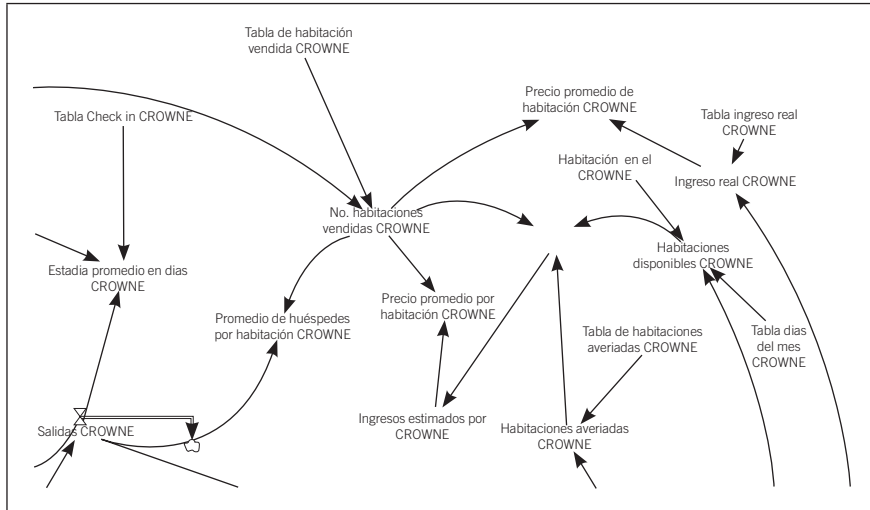 Tabla de habitación
vendida CROWNE
Precio promedio de
habitación CROWNE
Tabla Check in CROWNE
Tabla ingreso real
CROWNE
Habitación en el
CROWNE
Ingreso real CROWNE
No. habitaciones
vendidas CROWNE
Habitaciones
disponibles CROWNE
Estadia promedio en dias
CROWNE
Precio promedio por
habitación CROWNE
Promedio de huéspedes
por habitación CROWNE
Tabla de habitaciones
averiadas CROWNE
Tabla dias
del mes
CROWNE
Ingresos estimados por
CROWNE
Salidas CROWNE
Habitaciones averiadas
CROWNE